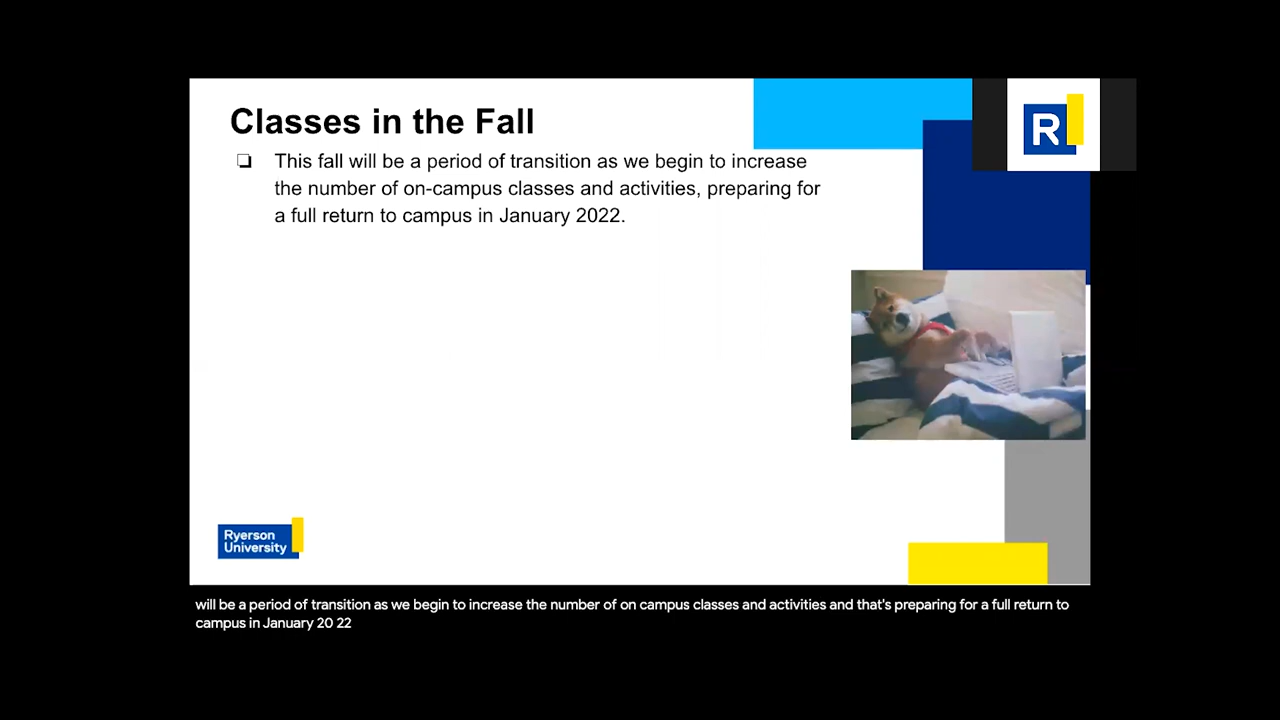 Classes in the Fall
R
❏ This fall will be a period of transition as we begin to increase
the number of on-campus classes and activities, preparing for
a full return to campus in January 2022.
Ryerson
University
will be a period of transition as we begin to increase the number of on campus classes and activities and that's preparing for a full return to
campus in January 20 22